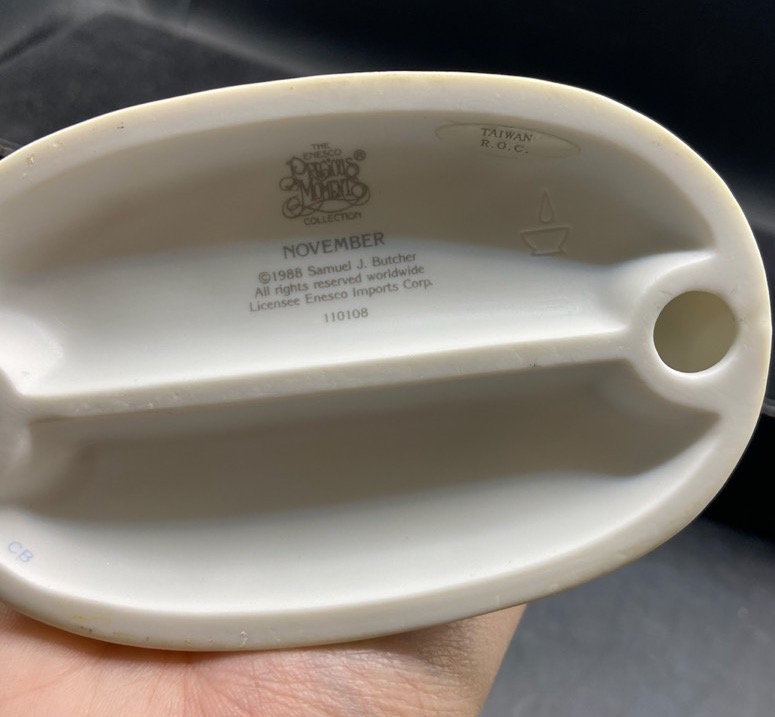 THE
ENESCO
PRECIOUS
MOMENTS®
COLLECTION
NOVEMBER
©1988 Samuel J. Butcher
All rights reserved worldwide
Licensee Enesco Imports Corp.
110108
TAIWAN
R.O.C.
CB